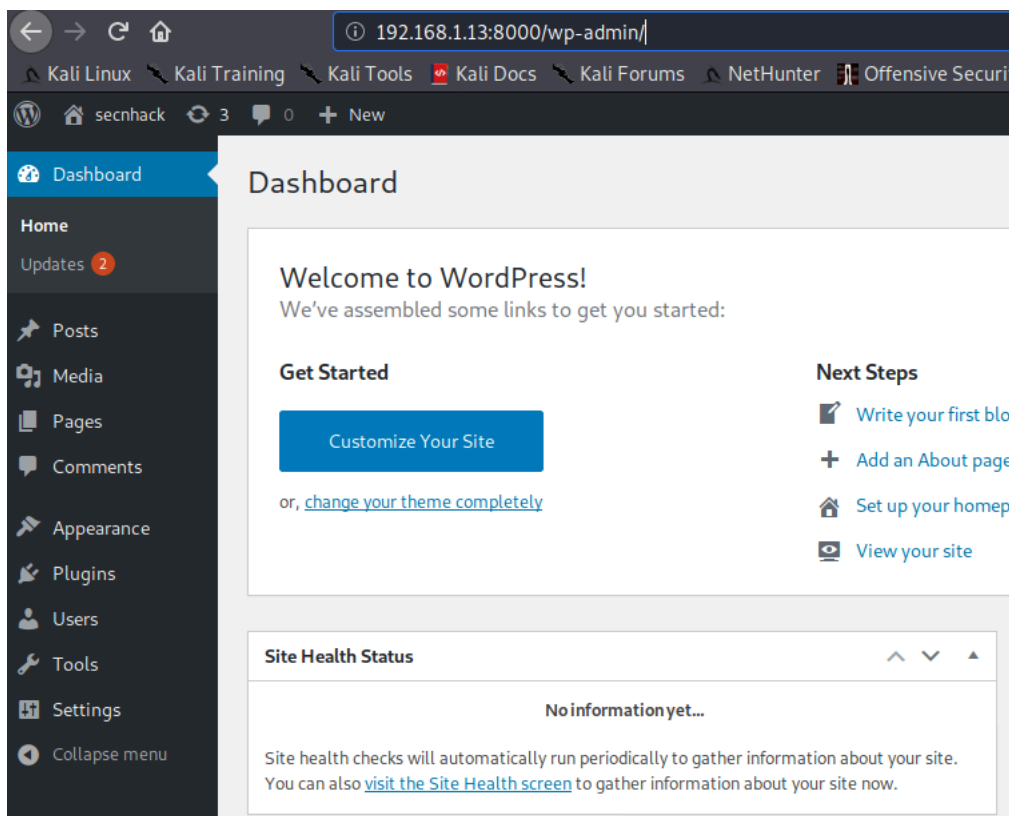 192.168.1.13:8000/wp-admin/
Kali Linux Kali Training Kali Tools Kali Docs Kali Forums NetHunter Offensive Securi
secnhack 3 0 + New
Dashboard
Home
Updates 2
Posts
Media
Pages
Comments
Appearance
Plugins
Users
Tools
Settings
Collapse menu
Dashboard
Welcome to WordPress!
We've assembled some links to get you started:
Get Started
Customize Your Site
or, change your theme completely
Next Steps
Write your first blo
Add an About page
Set up your homep
View your site
Site Health Status
No information yet...
Site health checks will automatically run periodically to gather information about your site.
You can also visit the Site Health screen to gather information about your site now.